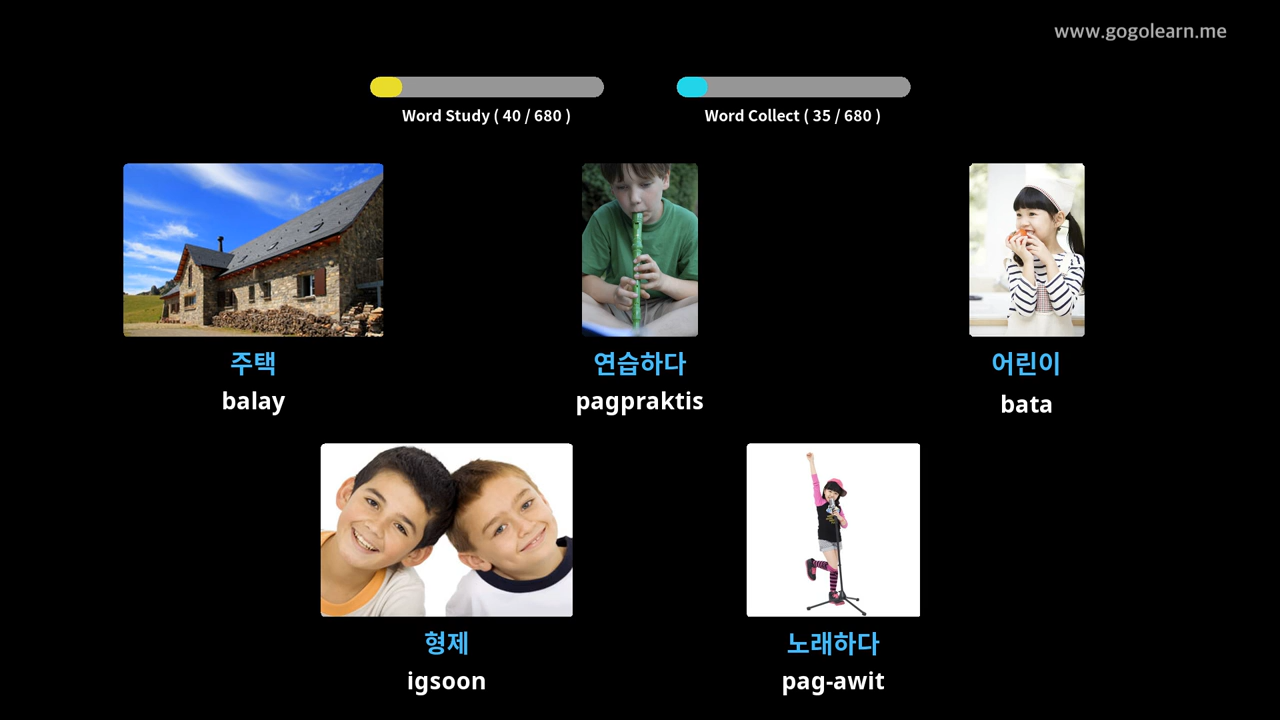 www.gogolearn.me
Word Study ( 40 / 680 )
Word Collect ( 35 / 680 )
주택
balay
연습하다
pagpraktis
어린이
bata
형제
igsoon
노래하다
pag-awit